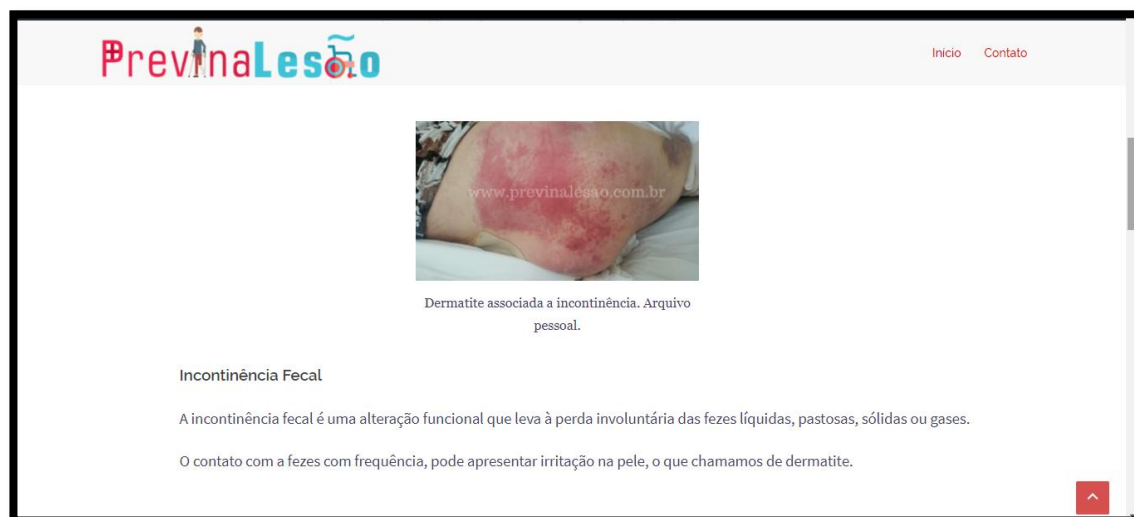 PrevinaLesão
Início Contato
www.previnalesao.com.br
Dermatite associada a incontinência. Arquivo
pessoal.
Incontinência Fecal
A incontinência fecal é uma alteração funcional que leva à perda involuntária das fezes líquidas, pastosas, sólidas ou gases.
O contato com a fezes com frequência, pode apresentar irritação na pele, o que chamamos de dermatite.